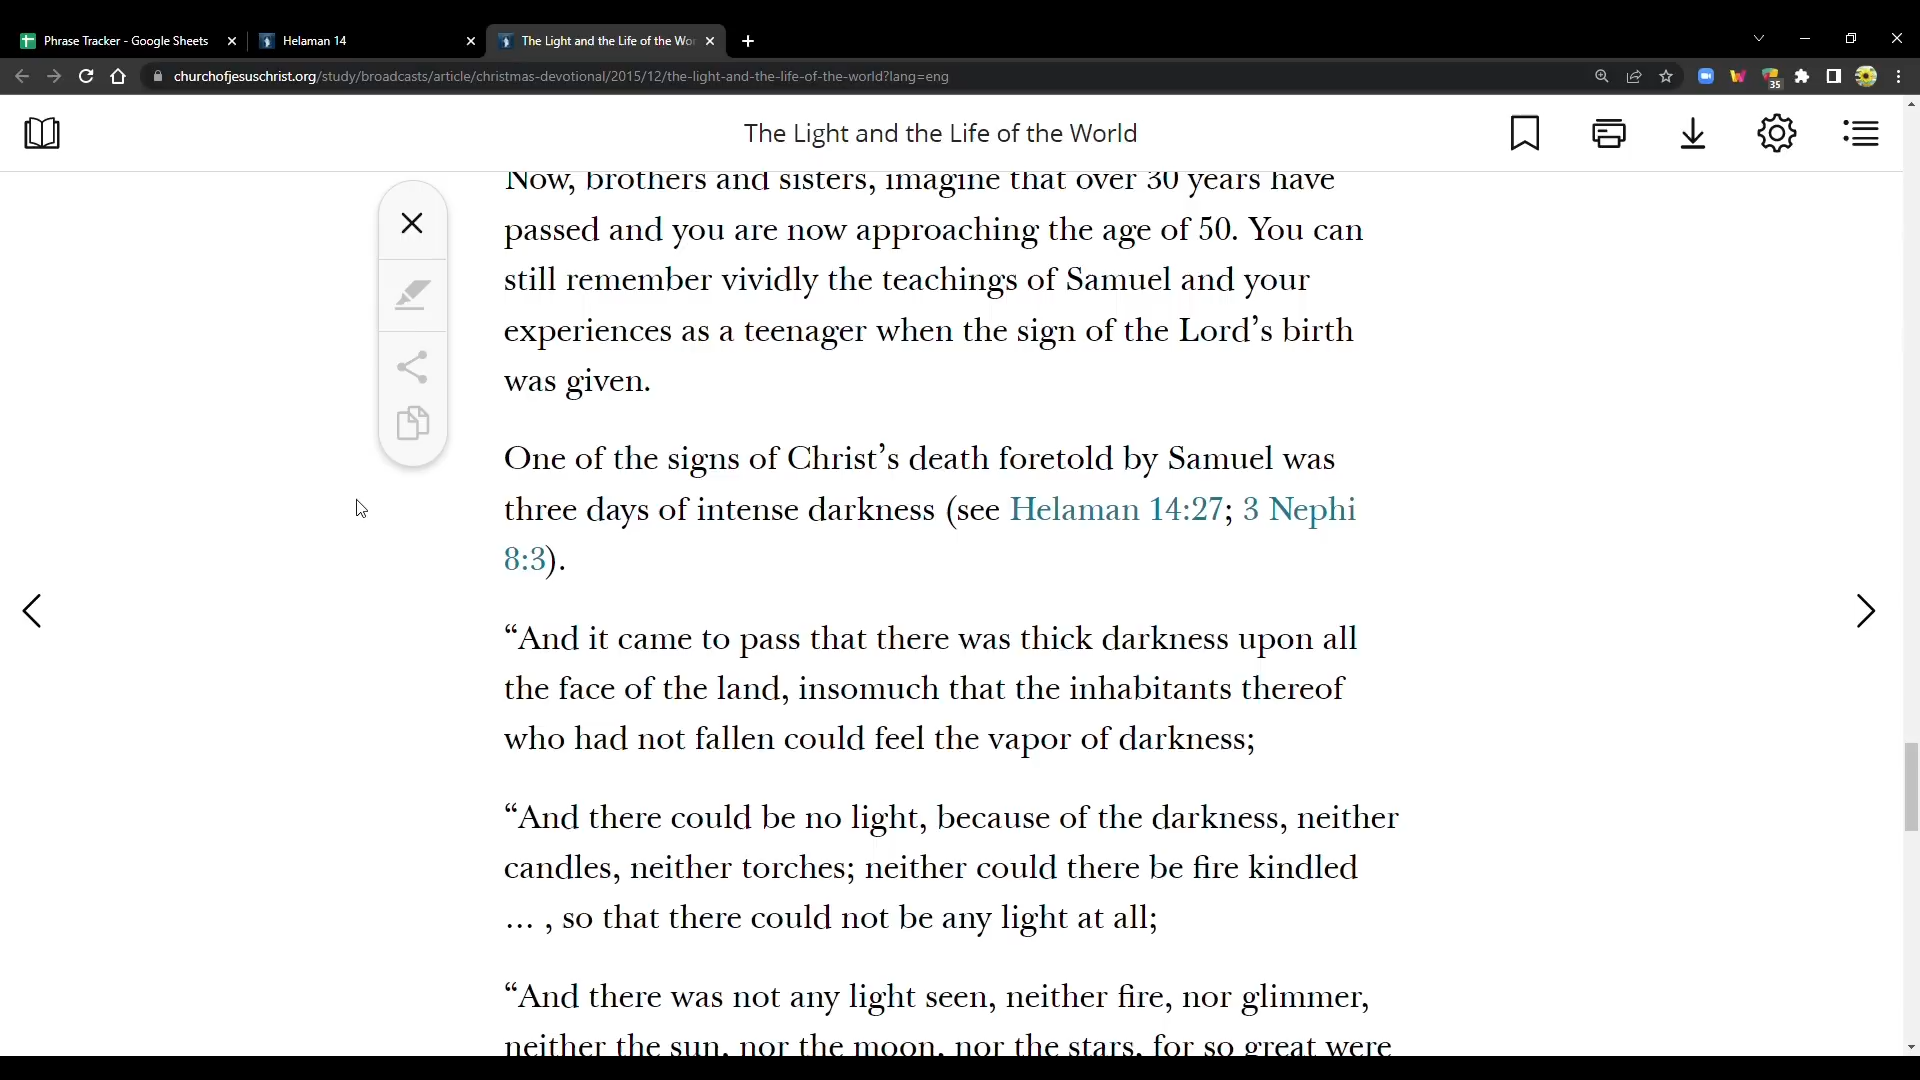 Phrase Tracker - Google Sheets
Helaman 14
The Light and the Life of the Wo
churchofjesuschrist.org/study/broadcasts/article/christmas-devotional/2015/12/the-light-and-the-life-of-the-world?lang=eng
35
The Light and the Life of the World
Now, brothers and sisters, imagine that over 30 years have
passed and you are now approaching the age of 50. You can
still remember vividly the teachings of Samuel and your
experiences as a teenager when the sign of the Lord’s birth
was given.
One of the signs of Christ’s death foretold by Samuel was
three days of intense darkness (see Helaman 14:27; 3 Nephi
8:3).
“And it came to pass that there was thick darkness upon all
the face of the land, insomuch that the inhabitants thereof
who had not fallen could feel the vapor of darkness;
“And there could be no light, because of the darkness, neither
candles, neither torches; neither could there be fire kindled
… , so that there could not be any light at all;
“And there was not any light seen, neither fire, nor glimmer,
neither the sun, nor the moon, nor the stars, for so great were